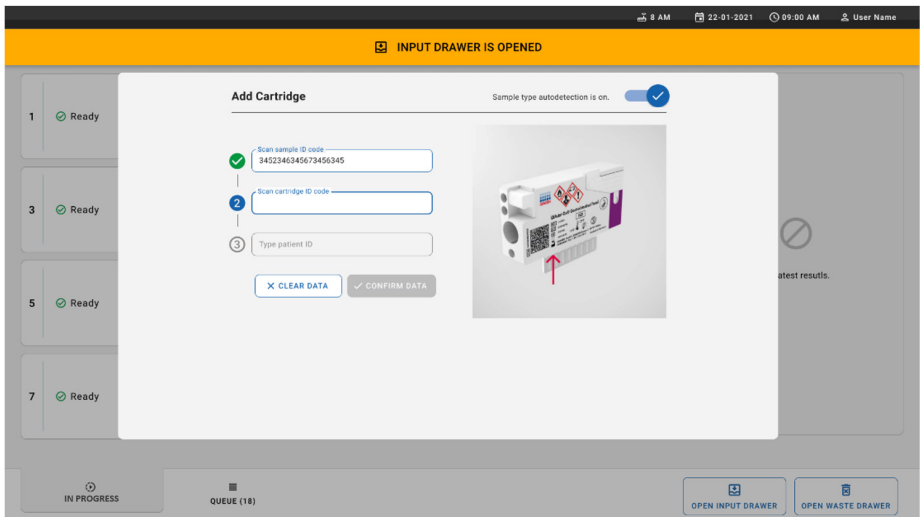 8 AM
22-01-2021
09:00 AM
User Name
INPUT DRAWER IS OPENED
Add Cartridge
Sample type autodetection is on.
1
Ready
3
Ready
5
Ready
7
Ready
Scan sample ID code
3452346345673456345
Scan cartridge ID code
2
3
Type patient ID
CLEAR DATA
CONFIRM DATA
atest resutls.
IN PROGRESS
QUEUE (18)
OPEN INPUT DRAWER
OPEN WASTE DRAWER